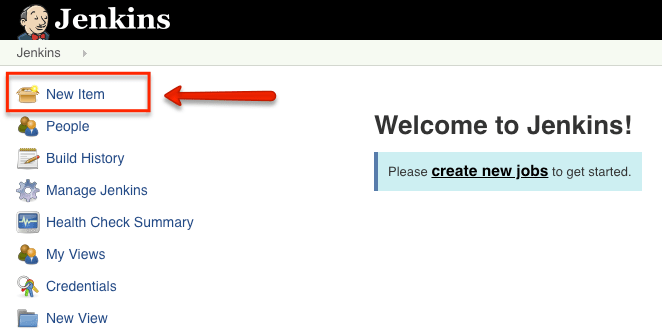 Jenkins
Jenkins
New Item
People
Build History
Manage Jenkins
Health Check Summary
My Views
Credentials
New View
Welcome to Jenkins!
Please create new jobs to get started.